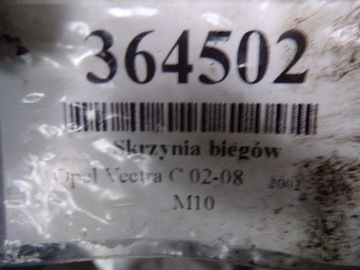 364502
Skrzynia biegów
Opel Vectra C 02-08 2002
M10